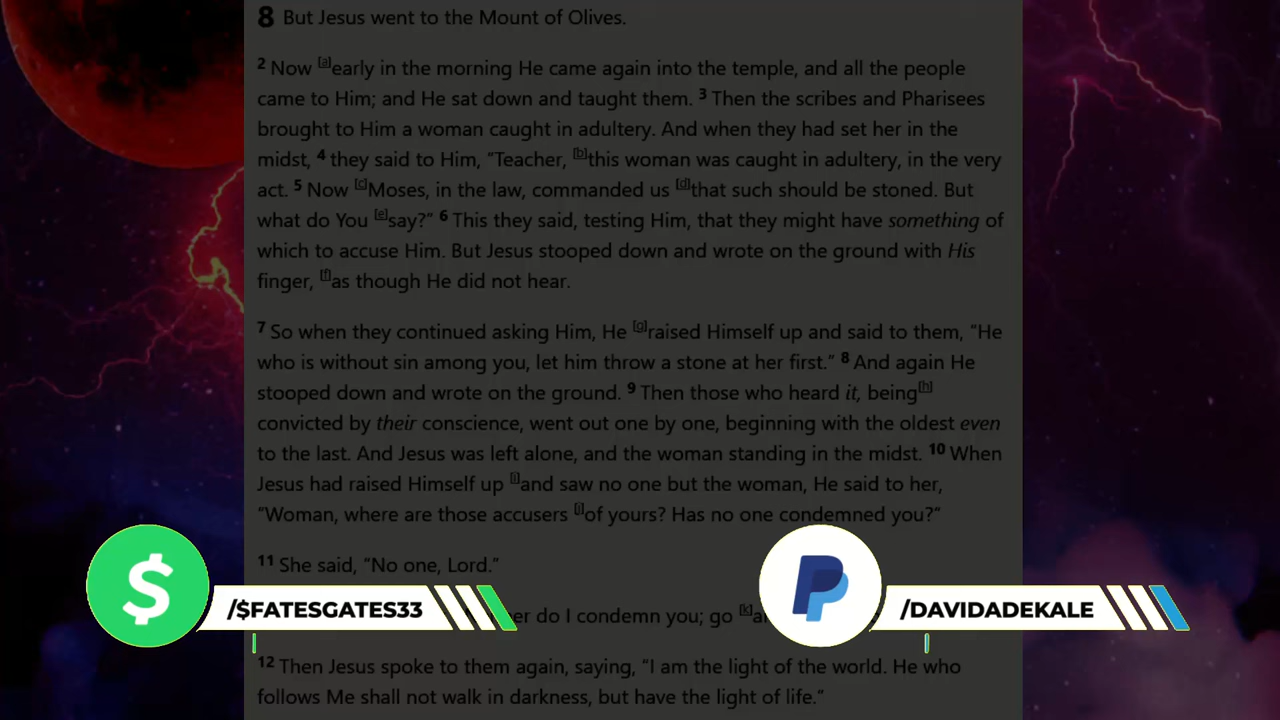 8 But Jesus went to the Mount of Olives.
2 Now [a]early in the morning He came again into the temple, and all the people
came to Him; and He sat down and taught them. 3 Then the scribes and Pharisees
brought to Him a woman caught in adultery. And when they had set her in the
midst, 4 they said to Him, “Teacher, [b]this woman was caught in adultery, in the very
act. 5 Now [c]Moses, in the law, commanded us [d]that such should be stoned. But
what do You [e]say?” 6 This they said, testing Him, that they might have something of
which to accuse Him. But Jesus stooped down and wrote on the ground with His
finger, [f]as though He did not hear.
7 So when they continued asking Him, He [g]raised Himself up and said to them, “He
who is without sin among you, let him throw a stone at her first.” 8 And again He
stooped down and wrote on the ground. 9 Then those who heard it, being[h]
convicted by their conscience, went out one by one, beginning with the oldest even
to the last. And Jesus was left alone, and the woman standing in the midst. 10 When
Jesus had raised Himself up [i]and saw no one but the woman, He said to her,
“Woman, where are those accusers [j]of yours? Has no one condemned you?”
11 She said, “No one, Lord.”
er do I condemn you; go [k]a
$ /$FATESGATES33
P /DAVIDADEKALE
12 Then Jesus spoke to them again, saying, “I am the light of the world. He who
follows Me shall not walk in darkness, but have the light of life.”